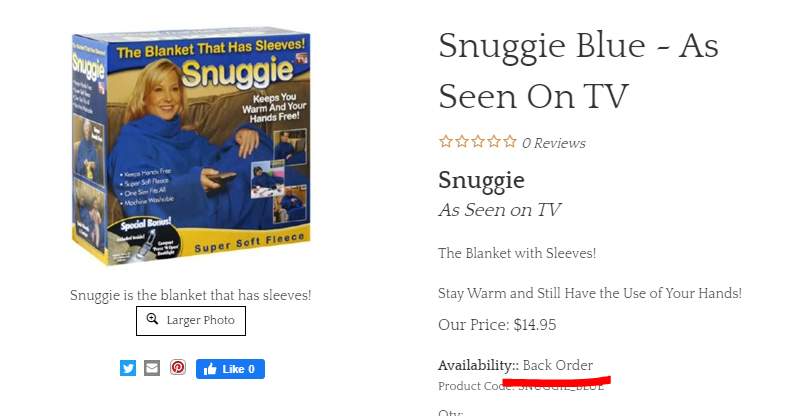 The Blanket That Has Sleeves!
Snuggie
Snuggie
Keeps You
Warm And Your
Hands Free!
• Keeps Hands Free
• Super Soft Fleece
• One Size Fits All
• Machine Washable
Special Bonus!
Super Soft Fleece
Snuggie is the blanket that has sleeves!
Larger Photo
Like 0
Snuggie Blue - As
Seen On TV
0 Reviews
Snuggie
As Seen on TV
The Blanket with Sleeves!
Stay Warm and Still Have the Use of Your Hands!
Our Price: $14.95
Availability:: Back Order
Product Code: SNUGGIE_BLUE
Qty: